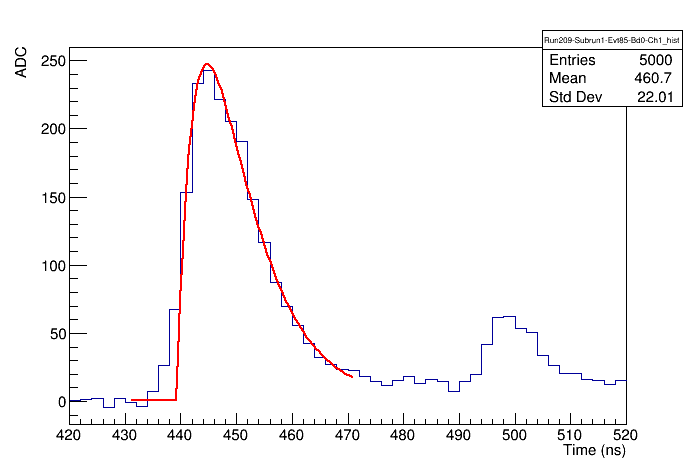 Run209-Subrun1-Evt85-Bd0-Ch1_hist
Entries 5000
Mean 460.7
Std Dev 22.01
ADC
250
200
150
100
50
0
420 430 440 450 460 470 480 490 500 510 520
Time (ns)